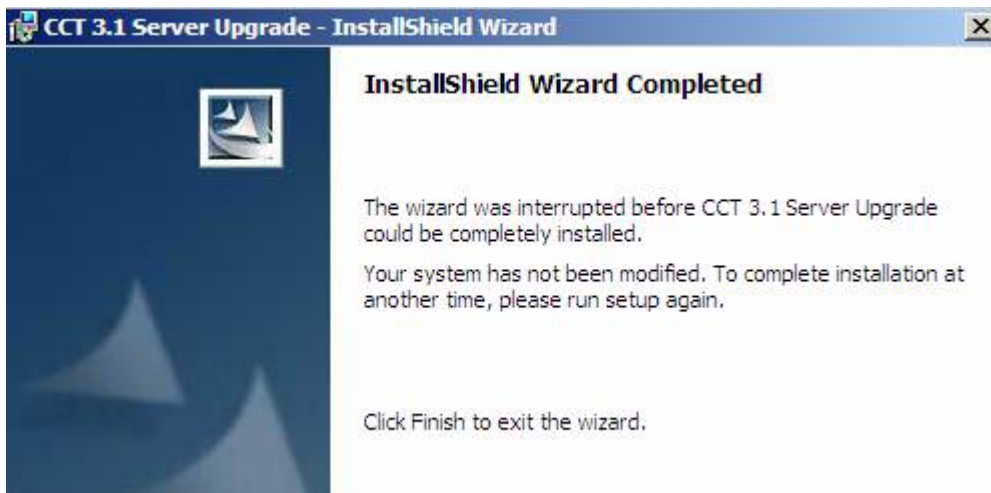 CCT 3.1 Server Upgrade - InstallShield Wizard
InstallShield Wizard Completed
The wizard was interrupted before CCT 3.1 Server Upgrade
could be completely installed.
Your system has not been modified. To complete installation at
another time, please run setup again.
Click Finish to exit the wizard.